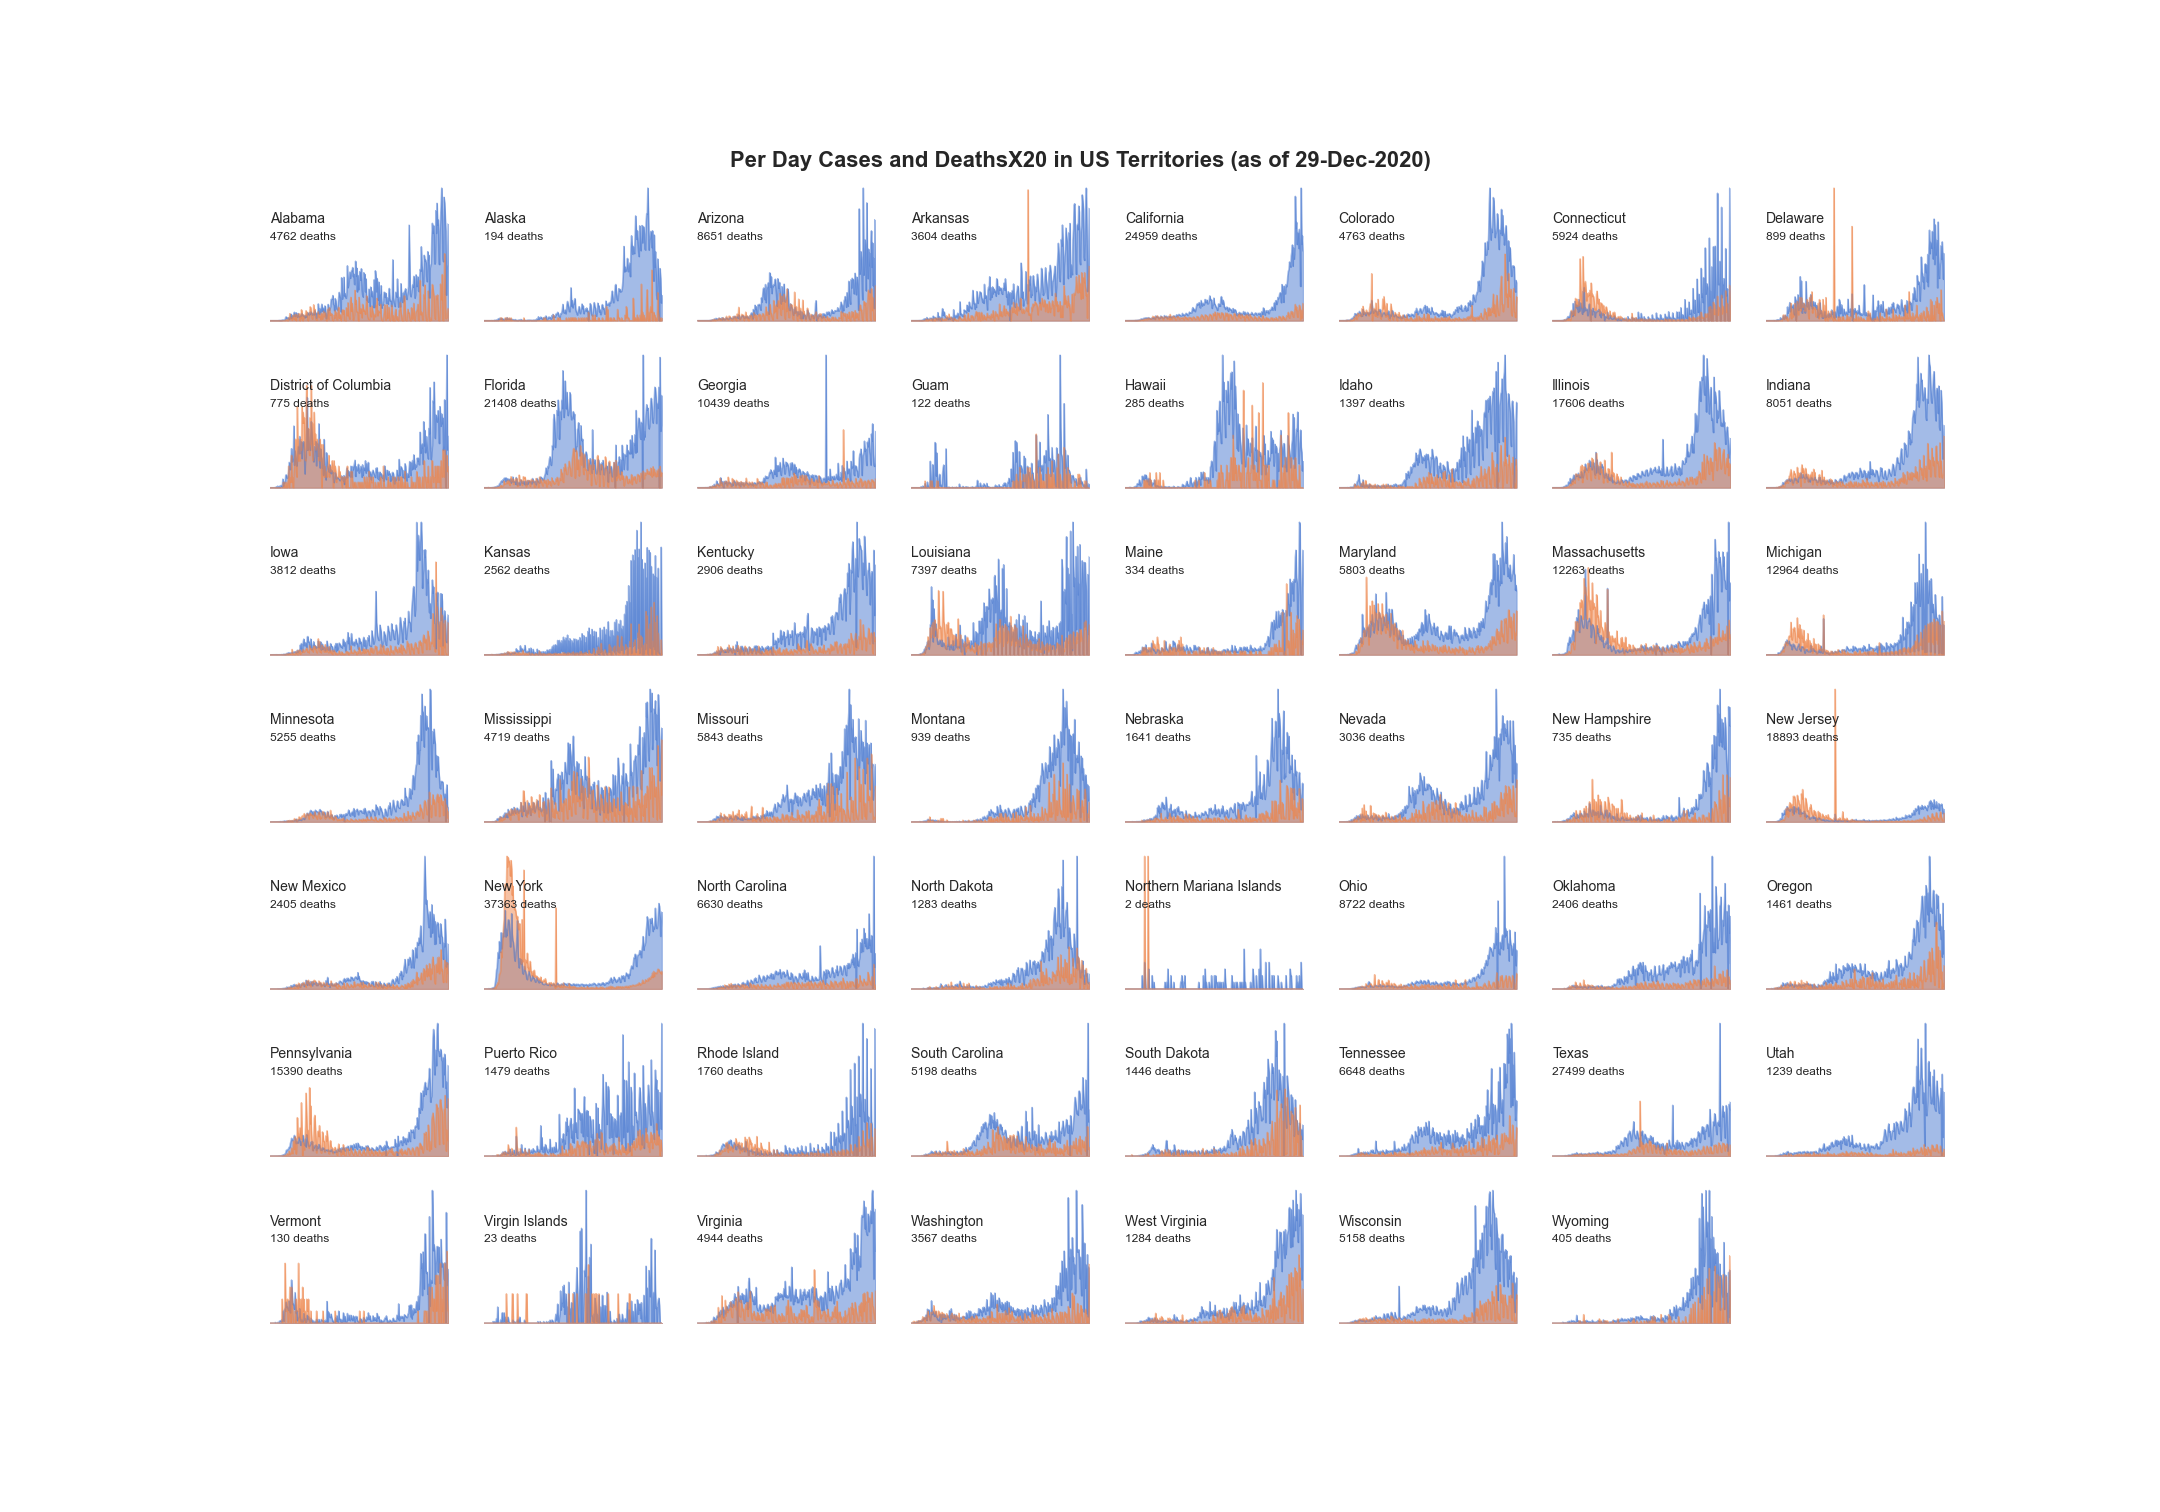 Per Day Cases and DeathsX20 in US Territories (as of 29-Dec-2020)
Alabama
4762 deaths
Alaska
194 deaths
Arizona
8651 deaths
Arkansas
3604 deaths
California
24959 deaths
Colorado
4763 deaths
Connecticut
5924 deaths
Delaware
899 deaths
District of Columbia
775 deaths
Florida
21408 deaths
Georgia
10439 deaths
Guam
122 deaths
Hawaii
285 deaths
Idaho
1397 deaths
Illinois
17606 deaths
Indiana
8051 deaths
Iowa
3812 deaths
Kansas
2562 deaths
Kentucky
2906 deaths
Louisiana
7397 deaths
Maine
334 deaths
Maryland
5803 deaths
Massachusetts
12263 deaths
Michigan
12964 deaths
Minnesota
5255 deaths
Mississippi
4719 deaths
Missouri
5843 deaths
Montana
939 deaths
Nebraska
1641 deaths
Nevada
3036 deaths
New Hampshire
735 deaths
New Jersey
18893 deaths
New Mexico
2405 deaths
New York
37363 deaths
North Carolina
6630 deaths
North Dakota
1283 deaths
Northern Mariana Islands
2 deaths
Ohio
8722 deaths
Oklahoma
2406 deaths
Oregon
1461 deaths
Pennsylvania
15390 deaths
Puerto Rico
1479 deaths
Rhode Island
1760 deaths
South Carolina
5198 deaths
South Dakota
1446 deaths
Tennessee
6648 deaths
Texas
27499 deaths
Utah
1239 deaths
Vermont
130 deaths
Virgin Islands
23 deaths
Virginia
4944 deaths
Washington
3567 deaths
West Virginia
1284 deaths
Wisconsin
5158 deaths
Wyoming
405 deaths